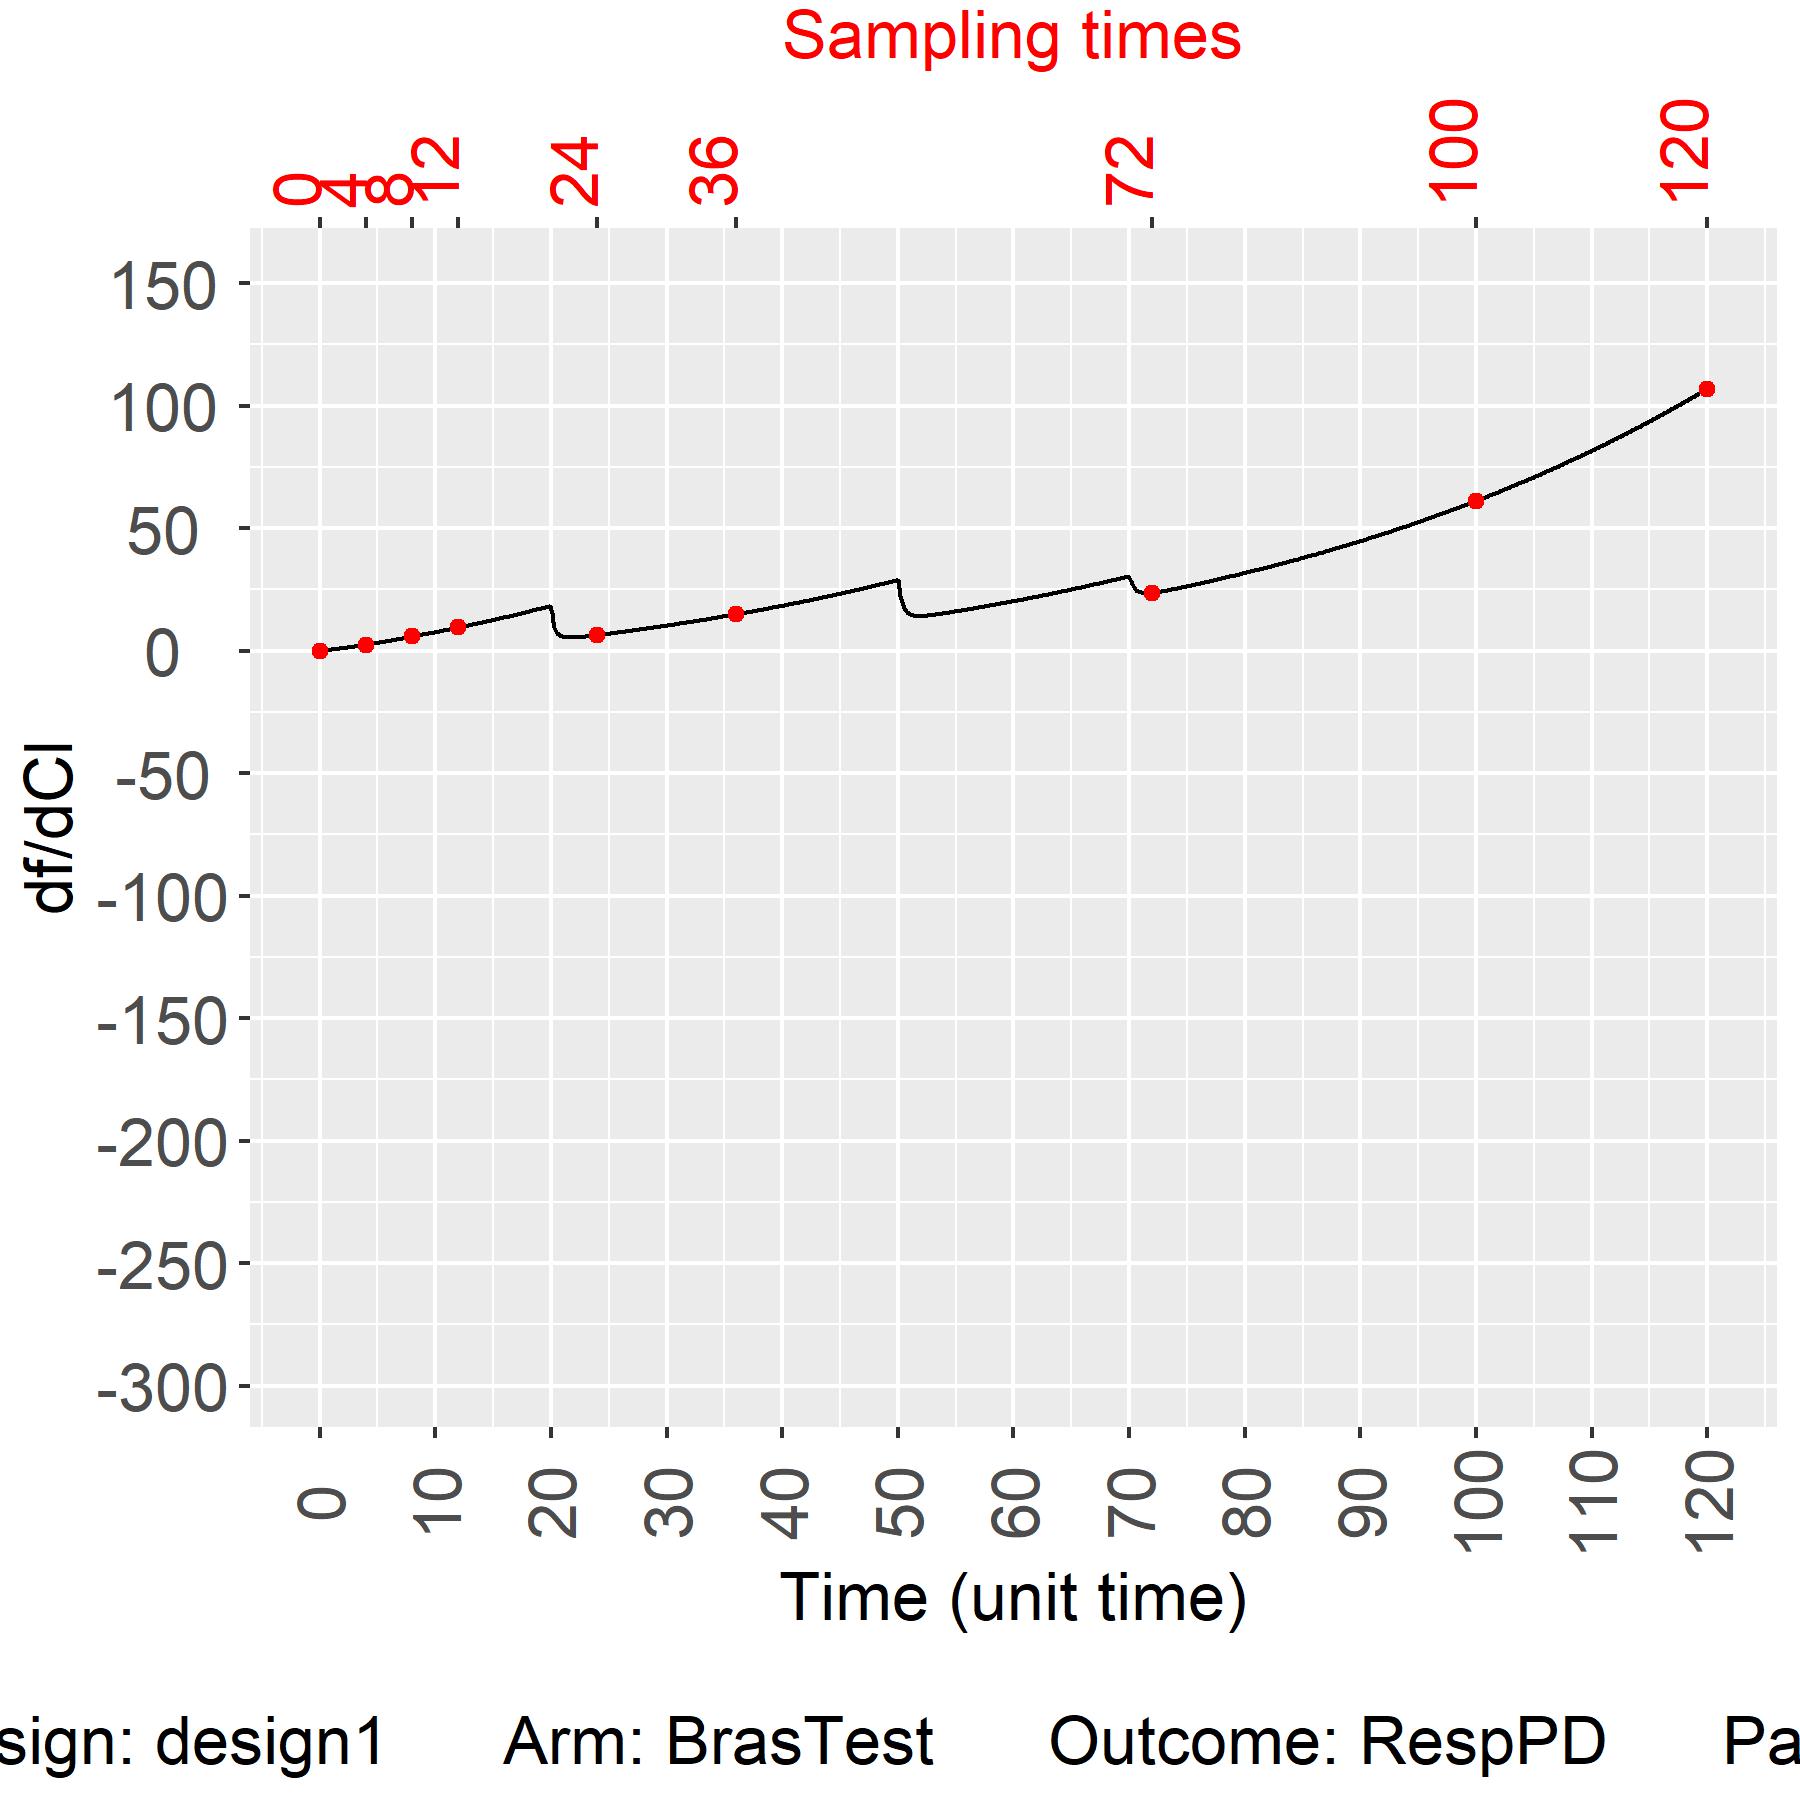 Sampling times
0 4 8 12 24 36 72 100 120
150
100
50
0
-50
-100
-150
-200
-250
-300
df/dCl
0 10 20 30 40 50 60 70 80 90 100 110 120
Time (unit time)
sign: design1 Arm: BrasTest Outcome: RespPD Pa